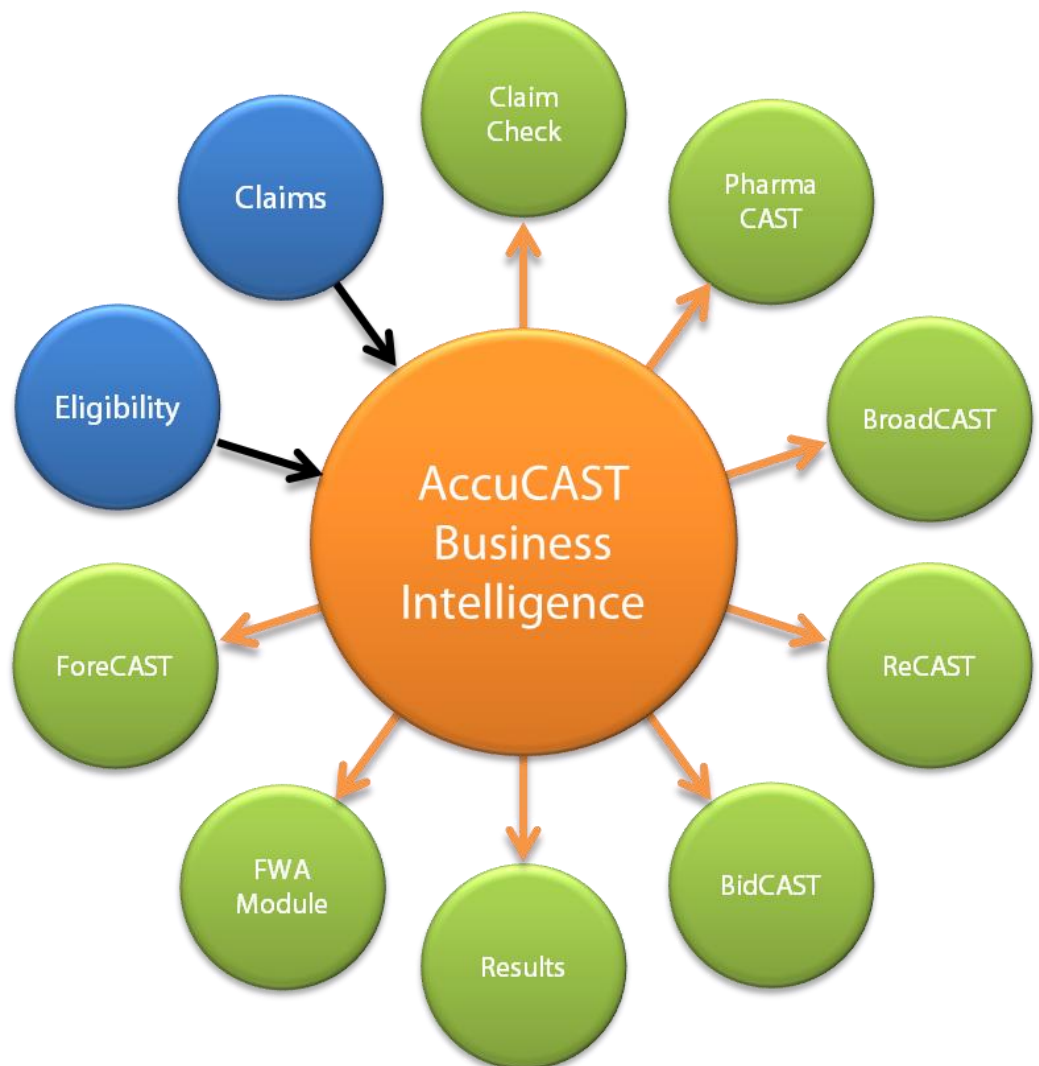 Claim
Check
Claims
Pharma
CAST
Eligibility
BroadCAST
AccuCAST
Business
Intelligence
ForeCAST
ReCAST
FWA
Module
BidCAST
Results